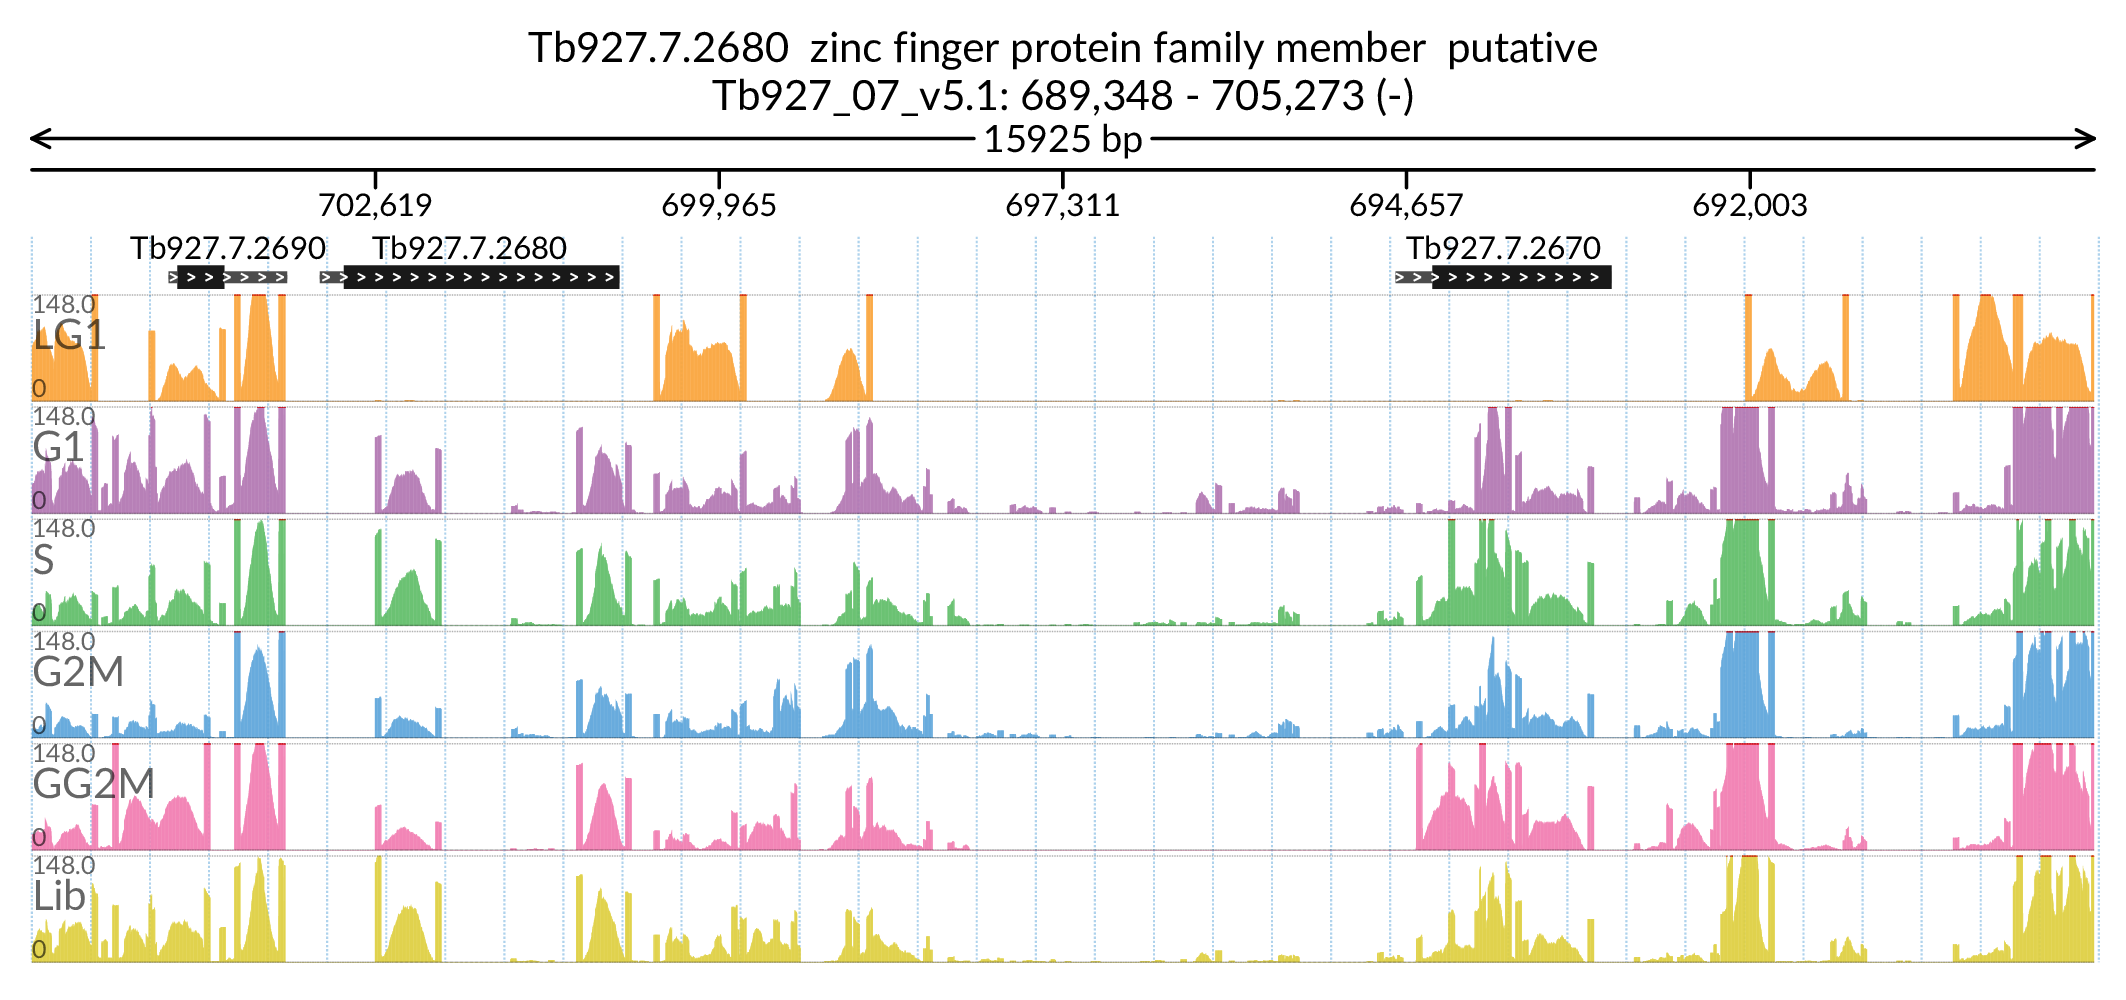 Tb927.7.2680  zinc finger protein family member  putative
Tb927_07_v5.1: 689,348 - 705,273 (-)
15925 bp
702,619 699,965 697,311 694,657 692,003
Tb927.7.2690 Tb927.7.2680 Tb927.7.2670
148.0
LG1
0
148.0
G1
0
148.0
S
0
148.0
G2M
0
148.0
GG2M
0
148.0
Lib
0